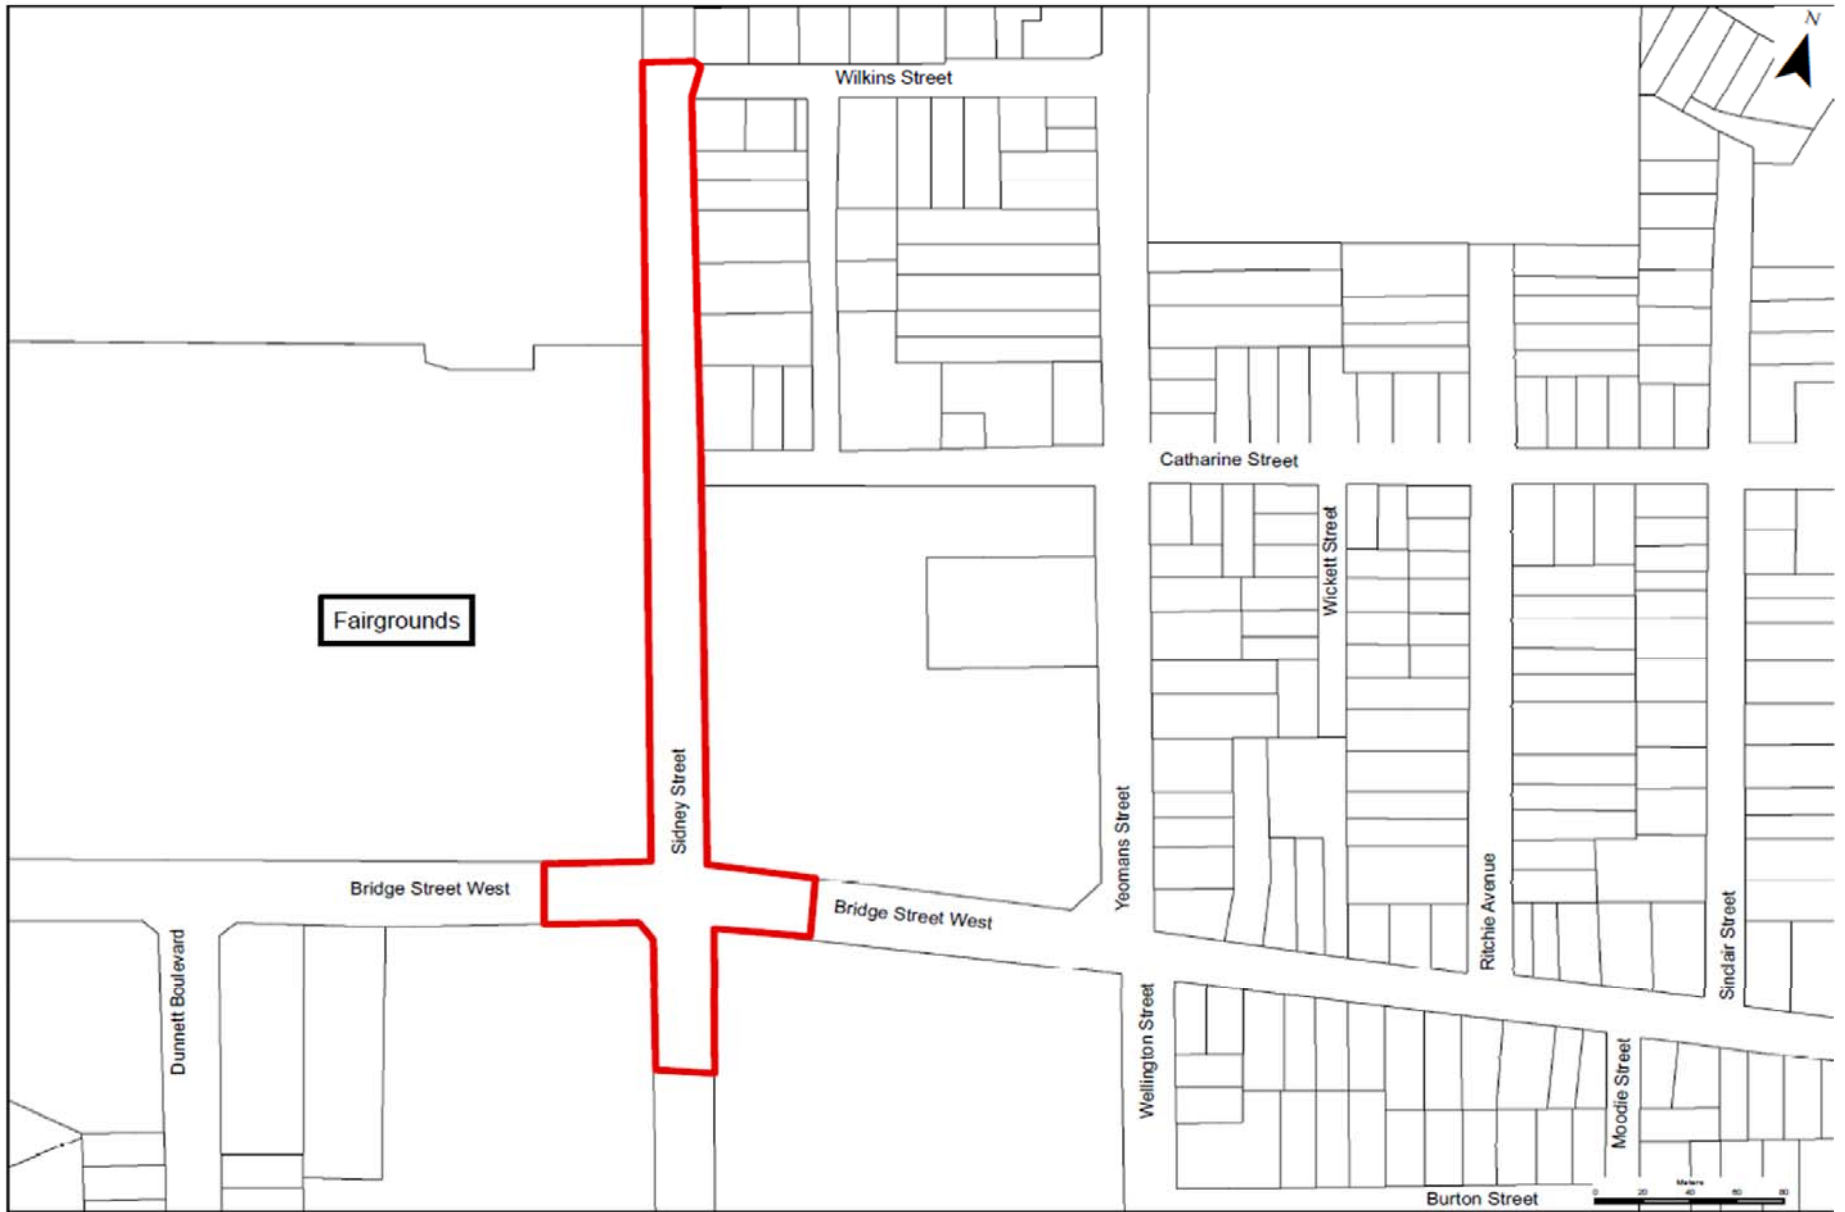 N
Wilkins Street
Catharine Street
Wickett Street
Fairgrounds
Sidney Street
Yeomans Street
Ritchie Avenue
Bridge Street West
Bridge Street West
Sinclair Street
Dunnett Boulevard
Wellington Street
Moodie Street
Meters
0 20 40 60 80
Burton Street